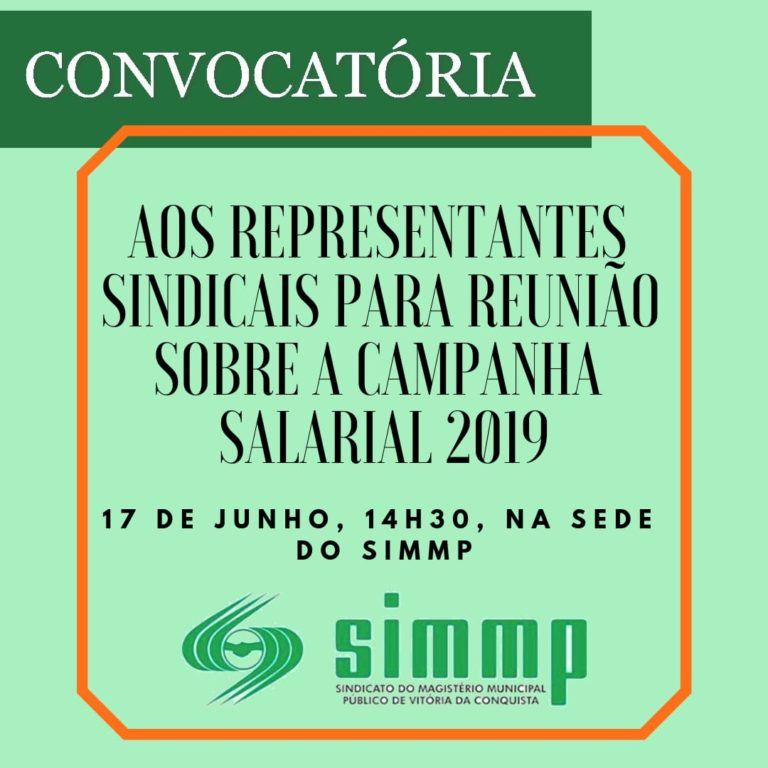 CONVOCATÓRIA
AOS REPRESENTANTES
SINDICAIS PARA REUNIÃO
SOBRE A CAMPANHA
SALARIAL 2019
17 DE JUNHO, 14H30, NA SEDE
DO SIMMP
simmp
SINDICATO DO MAGISTÉRIO MUNICIPAL
PÚBLICO DE VITÓRIA DA CONQUISTA